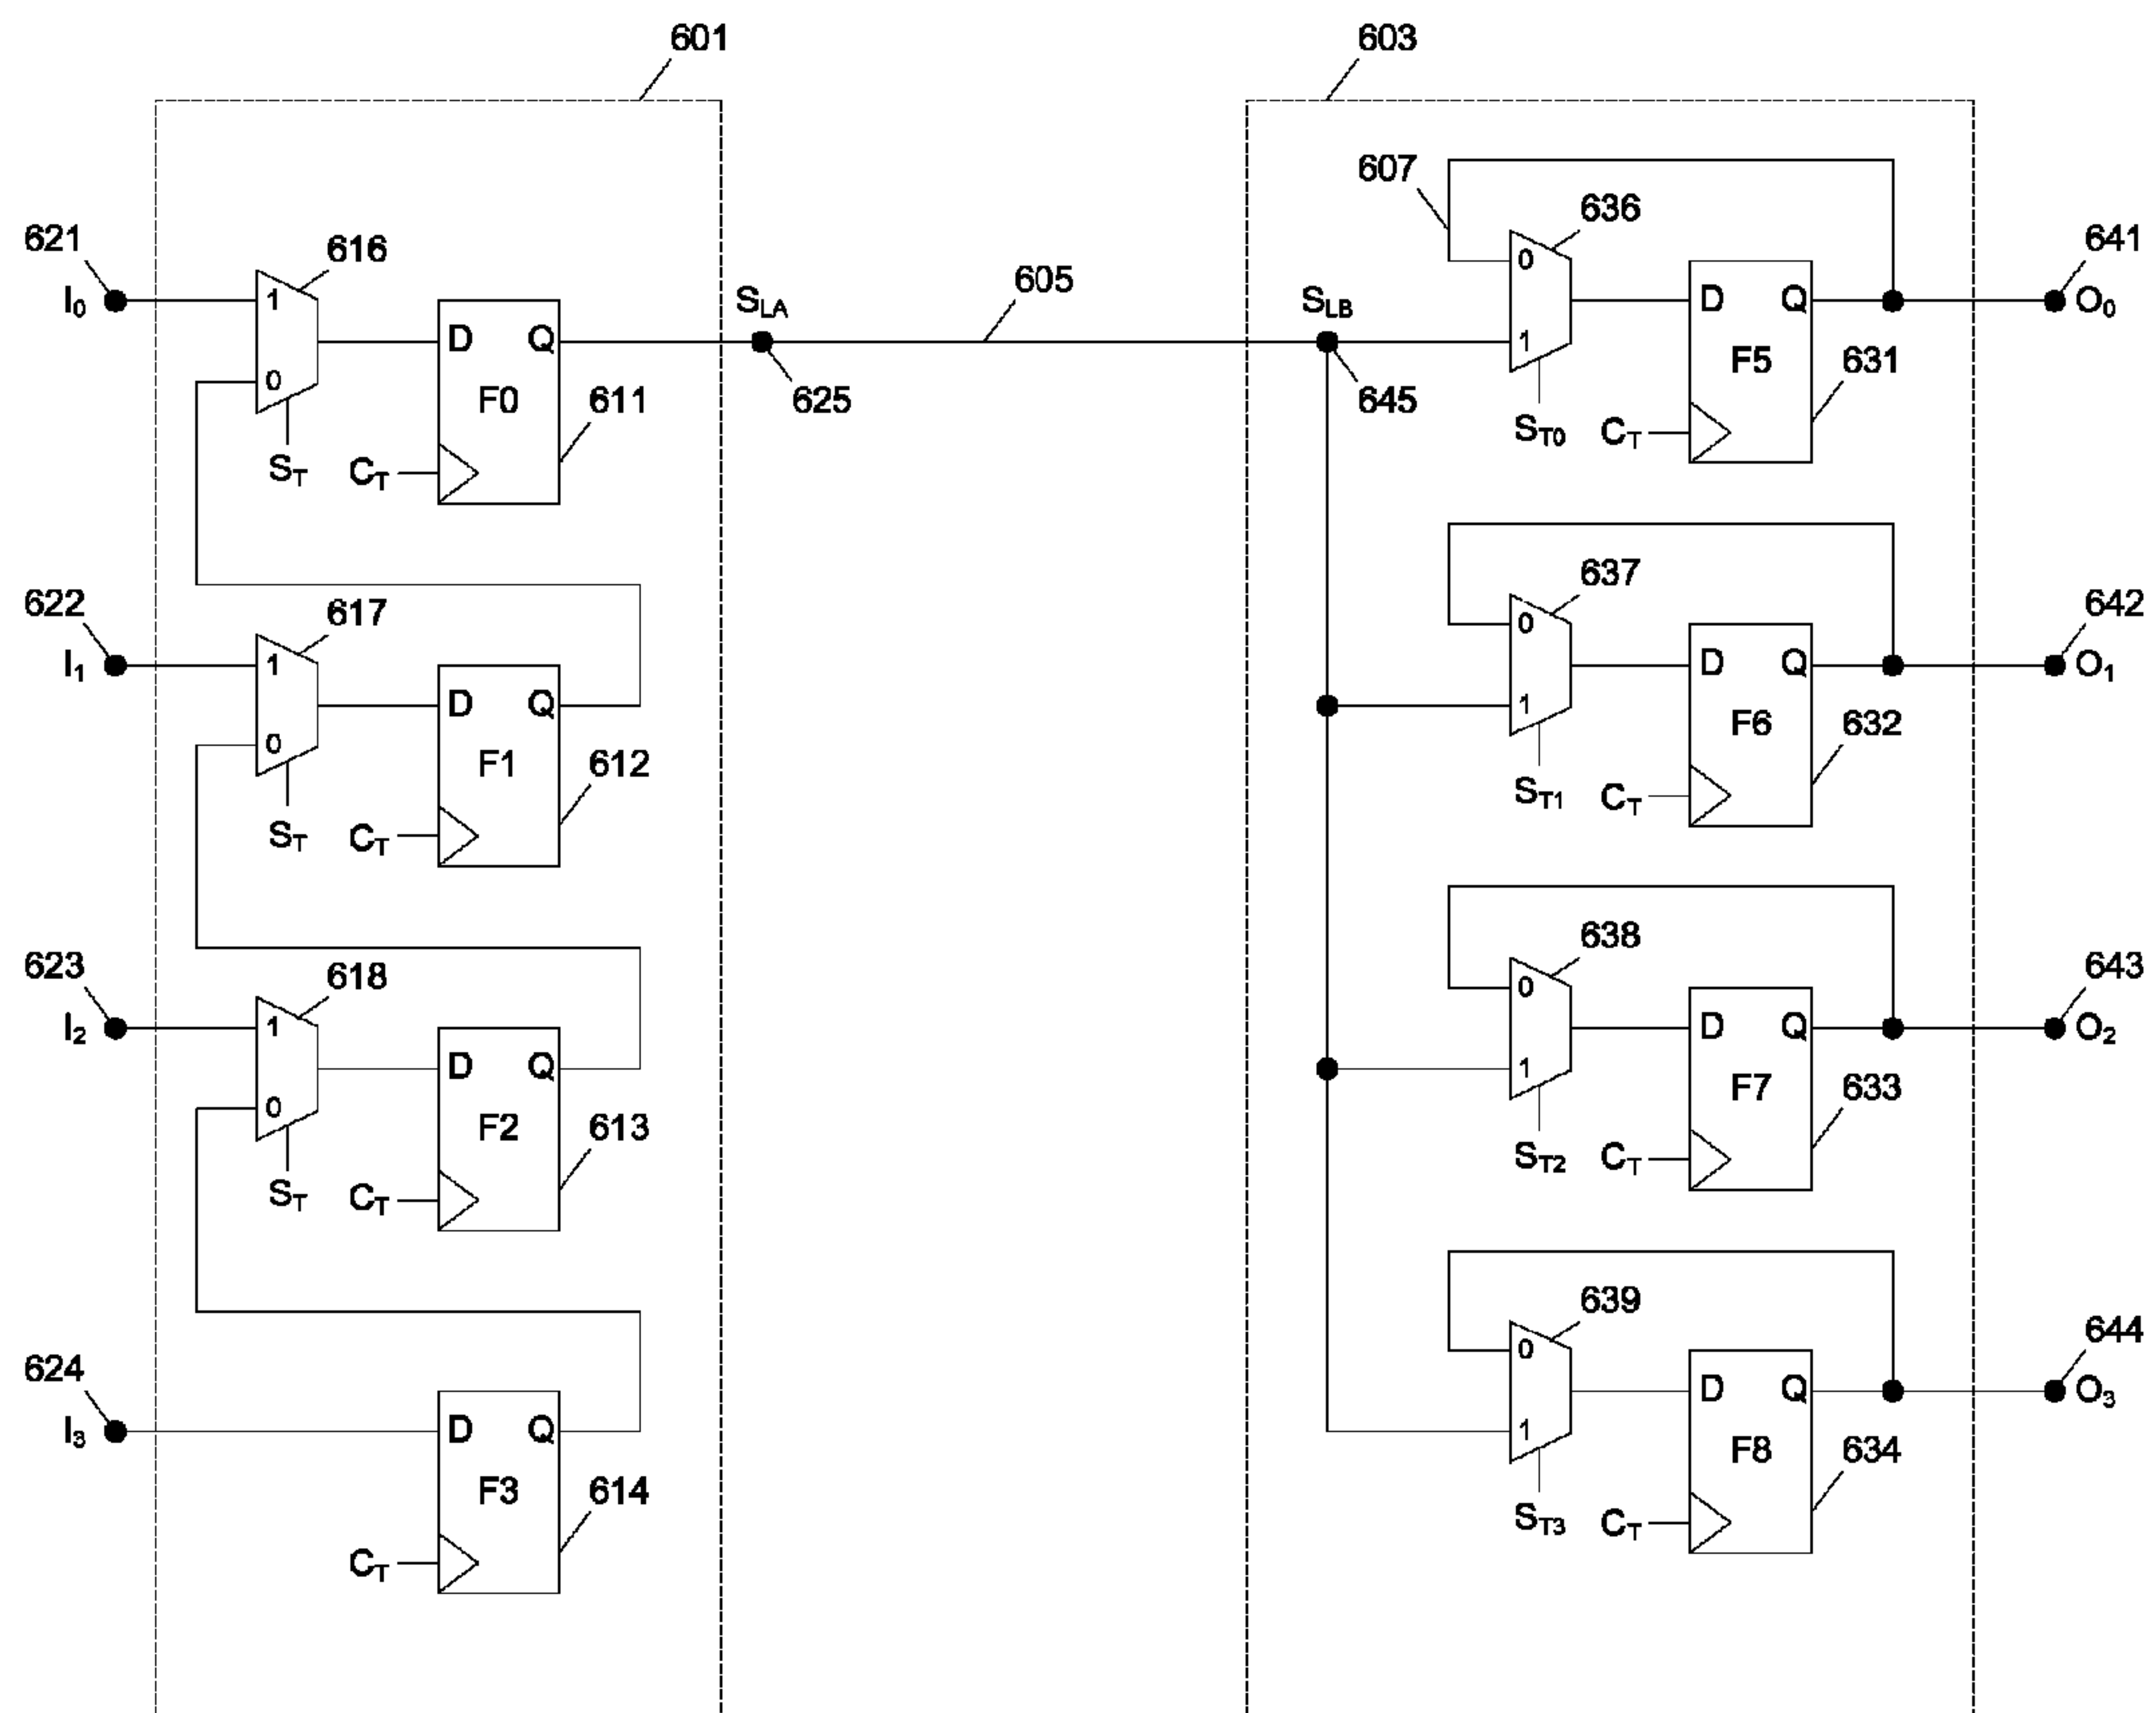 601
603
607
636
621
616
641
I0
1
605
0
O0
SLA
SLB
D
Q
D
Q
1
0
F0
611
625
645
F5
631
ST
CT
ST0
CT
622
617
637
642
I1
1
0
O1
D
Q
D
Q
1
0
F1
612
F6
632
ST
CT
ST1
CT
623
618
638
643
I2
1
0
O2
D
Q
D
Q
1
0
F2
613
F7
633
ST
CT
ST2
CT
624
639
644
I3
0
O3
D
Q
D
Q
1
F3
614
F8
634
CT
ST3
CT